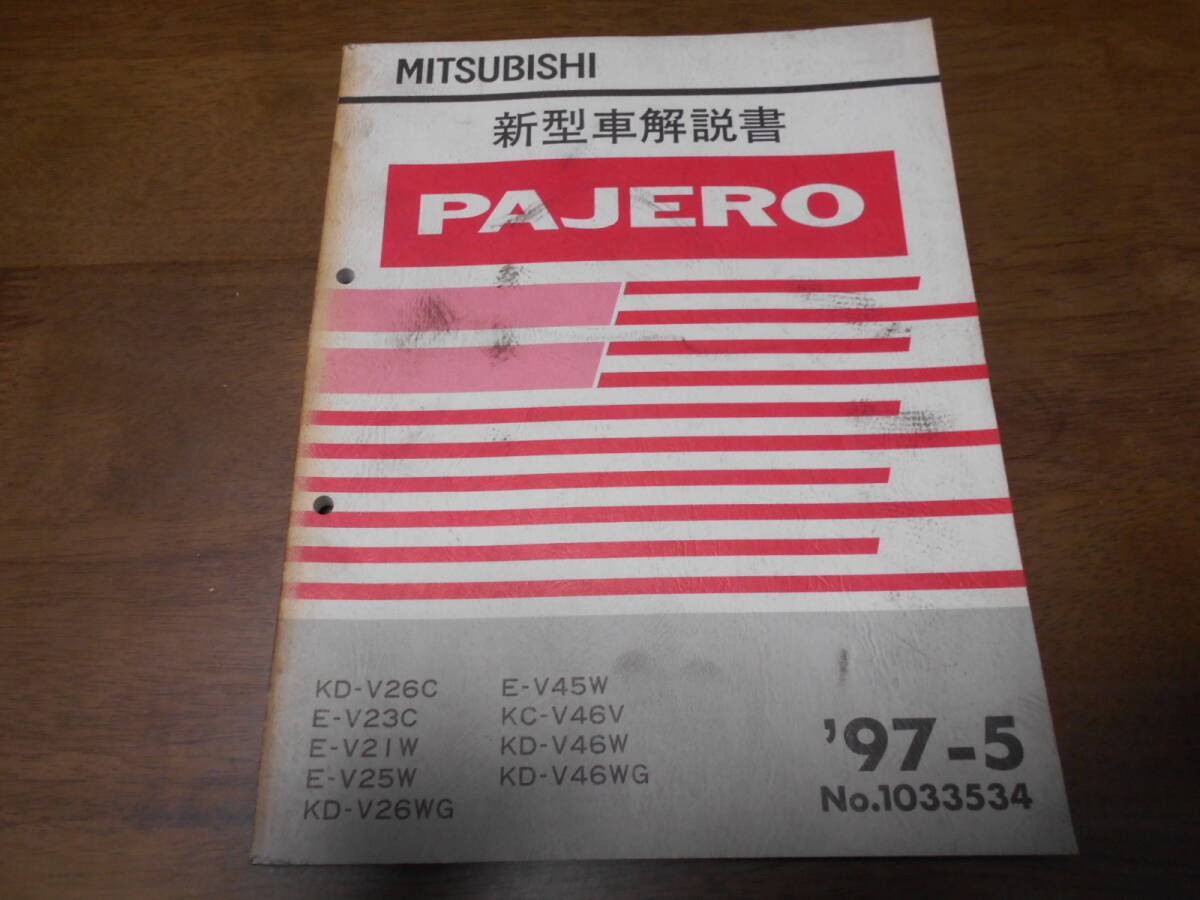 MITSUBISHI
新型車解説書
PAJERO
KD-V26C
E-V23C
E-V21W
E-V25W
KD-V26WG
E-V45W
KC-V46V
KD-V46W
KD-V46WG
'97-5
No.1033534